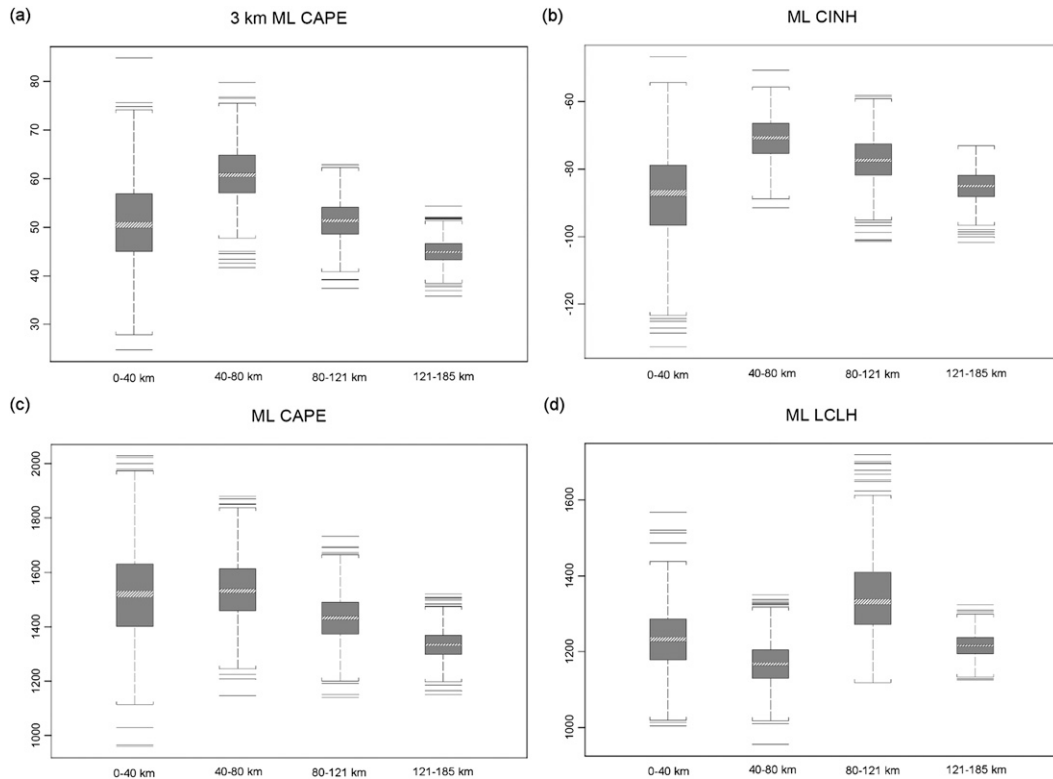 (a)
3 km ML CAPE
80
70
60
50
40
30
0-40 km
40-80 km
80-121 km
121-185 km
(b)
ML CINH
-60
-80
-100
-120
0-40 km
40-80 km
80-121 km
121-185 km
(c)
ML CAPE
2000
1800
1600
1400
1200
1000
0-40 km
40-80 km
80-121 km
121-185 km
(d)
ML LCLH
1600
1400
1200
1000
0-40 km
40-80 km
80-121 km
121-185 km